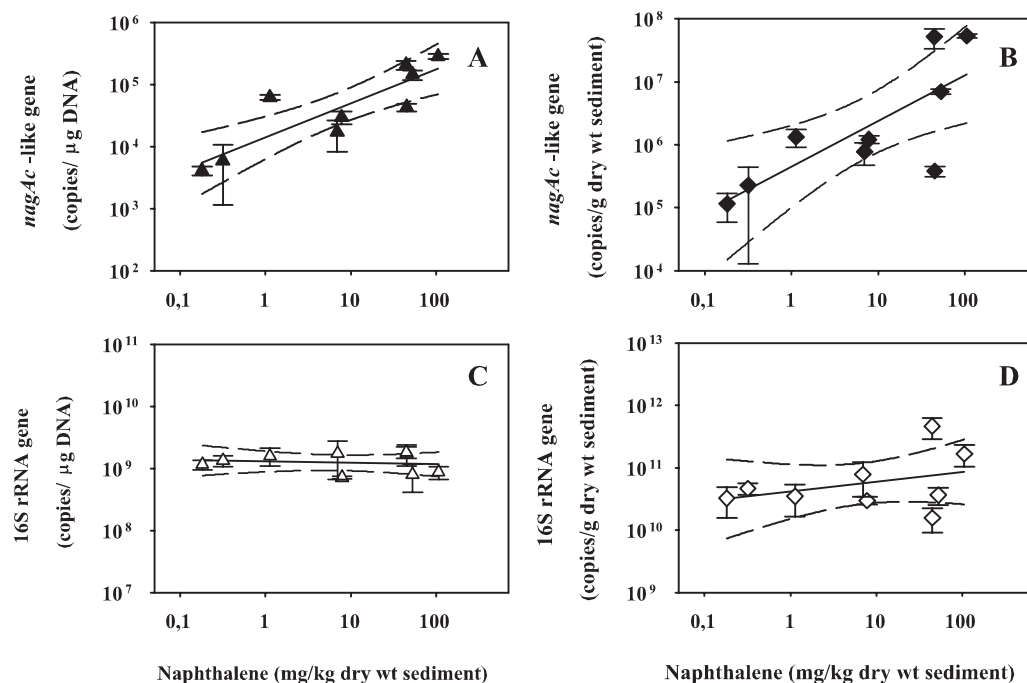 nagAc -like gene
(copies/ µg DNA)
10⁶
10⁵
10⁴
10³
10²
A
0,1
1
10
100
nagAc -like gene
(copies/g dry wt sediment)
10⁸
10⁷
10⁶
10⁵
10⁴
B
0,1
1
10
100
16S rRNA gene
(copies/ µg DNA)
10¹¹
10¹⁰
10⁹
10⁸
10⁷
C
0,1
1
10
100
Naphthalene (mg/kg dry wt sediment)
16S rRNA gene
(copies/g dry wt sediment)
10¹³
10¹²
10¹¹
10¹⁰
10⁹
D
0,1
1
10
100
Naphthalene (mg/kg dry wt sediment)